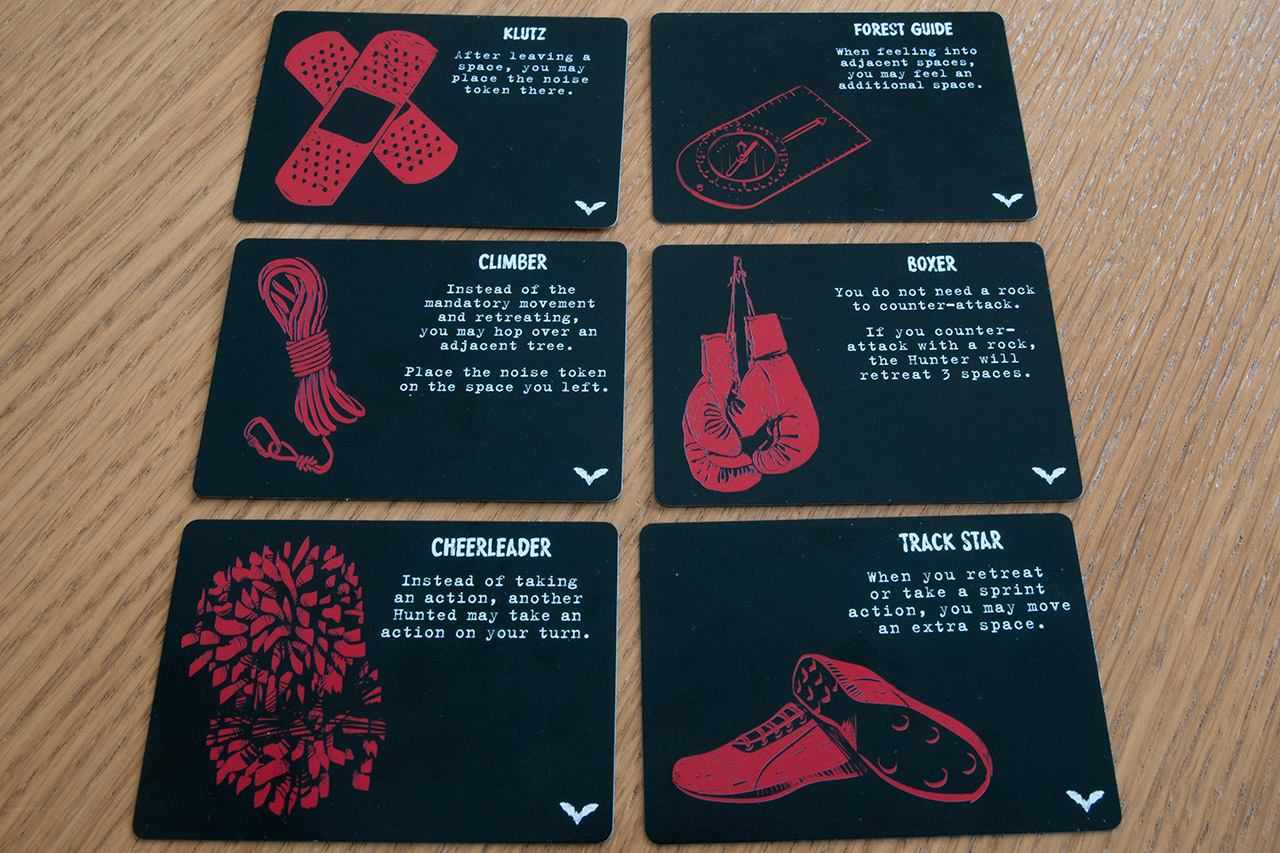 KLUTZ
After leaving a
space, you may
place the noise
token there.
FOREST GUIDE
When feeling into
adjacent spaces,
you may feel an
additional space.
CLIMBER
Instead of the
mandatory movement
and retreating,
you may hop over an
adjacent tree.
Place the noise token
on the space you left.
BOXER
You do not need a rock
to counter-attack.
If you counter-
attack with a rock,
the Hunter will
retreat 3 spaces.
CHEERLEADER
Instead of taking
an action, another
Hunted may take an
action on your turn.
TRACK STAR
When you retreat
or take a sprint
action, you may move
an extra space.